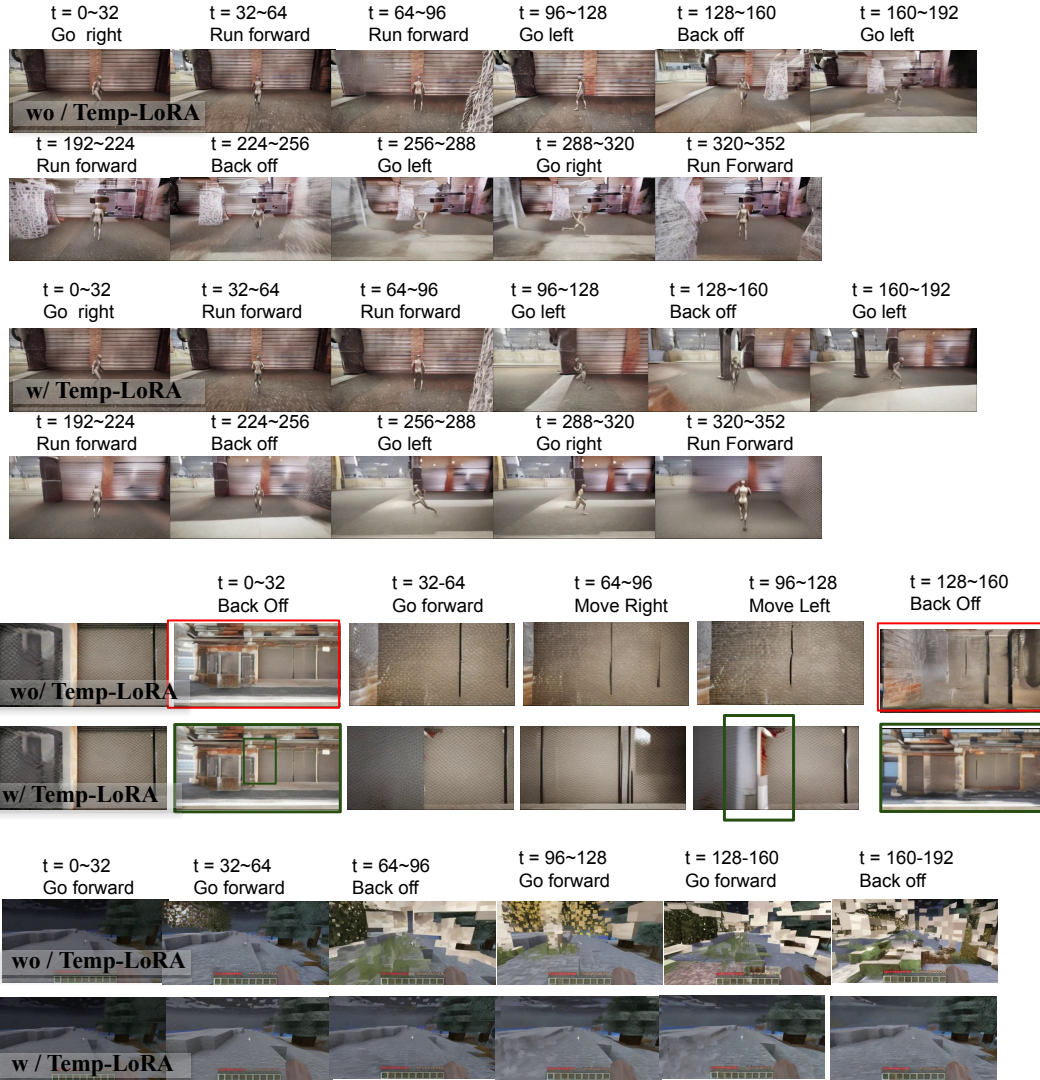 t = 0~32 t = 32~64 t = 64~96 t = 96~128 t = 128~160 t = 160~192
Go right Run forward Run forward Go left Back off Go left
wo / Temp-LoRA
t = 192~224 t = 224~256 t = 256~288 t = 288~320 t = 320~352
Run forward Back off Go left Go right Run Forward
t = 0~32 t = 32~64 t = 64~96 t = 96~128 t = 128~160 t = 160~192
Go right Run forward Run forward Go left Back off Go left
w/ Temp-LoRA
t = 192~224 t = 224~256 t = 256~288 t = 288~320 t = 320~352
Run forward Back off Go left Go right Run Forward
t = 0~32 t = 32-64 t = 64~96 t = 96~128 t = 128~160
Back Off Go forward Move Right Move Left Back Off
wo/ Temp-LoRA
w/ Temp-LoRA
t = 0~32 t = 32~64 t = 64~96 t = 96~128 t = 128-160 t = 160-192
Go forward Go forward Back off Go forward Go forward Back off
wo / Temp-LoRA
w / Temp-LoRA